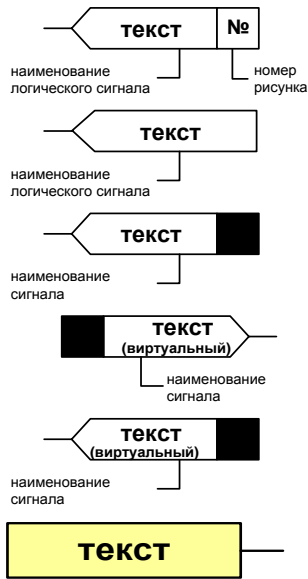 текст №
наименование
логического сигнала
номер
рисунка
текст
наименование
логического сигнала
текст
наименование
сигнала
текст
(виртуальный)
наименование
сигнала
текст
(виртуальный)
наименование
сигнала
текст